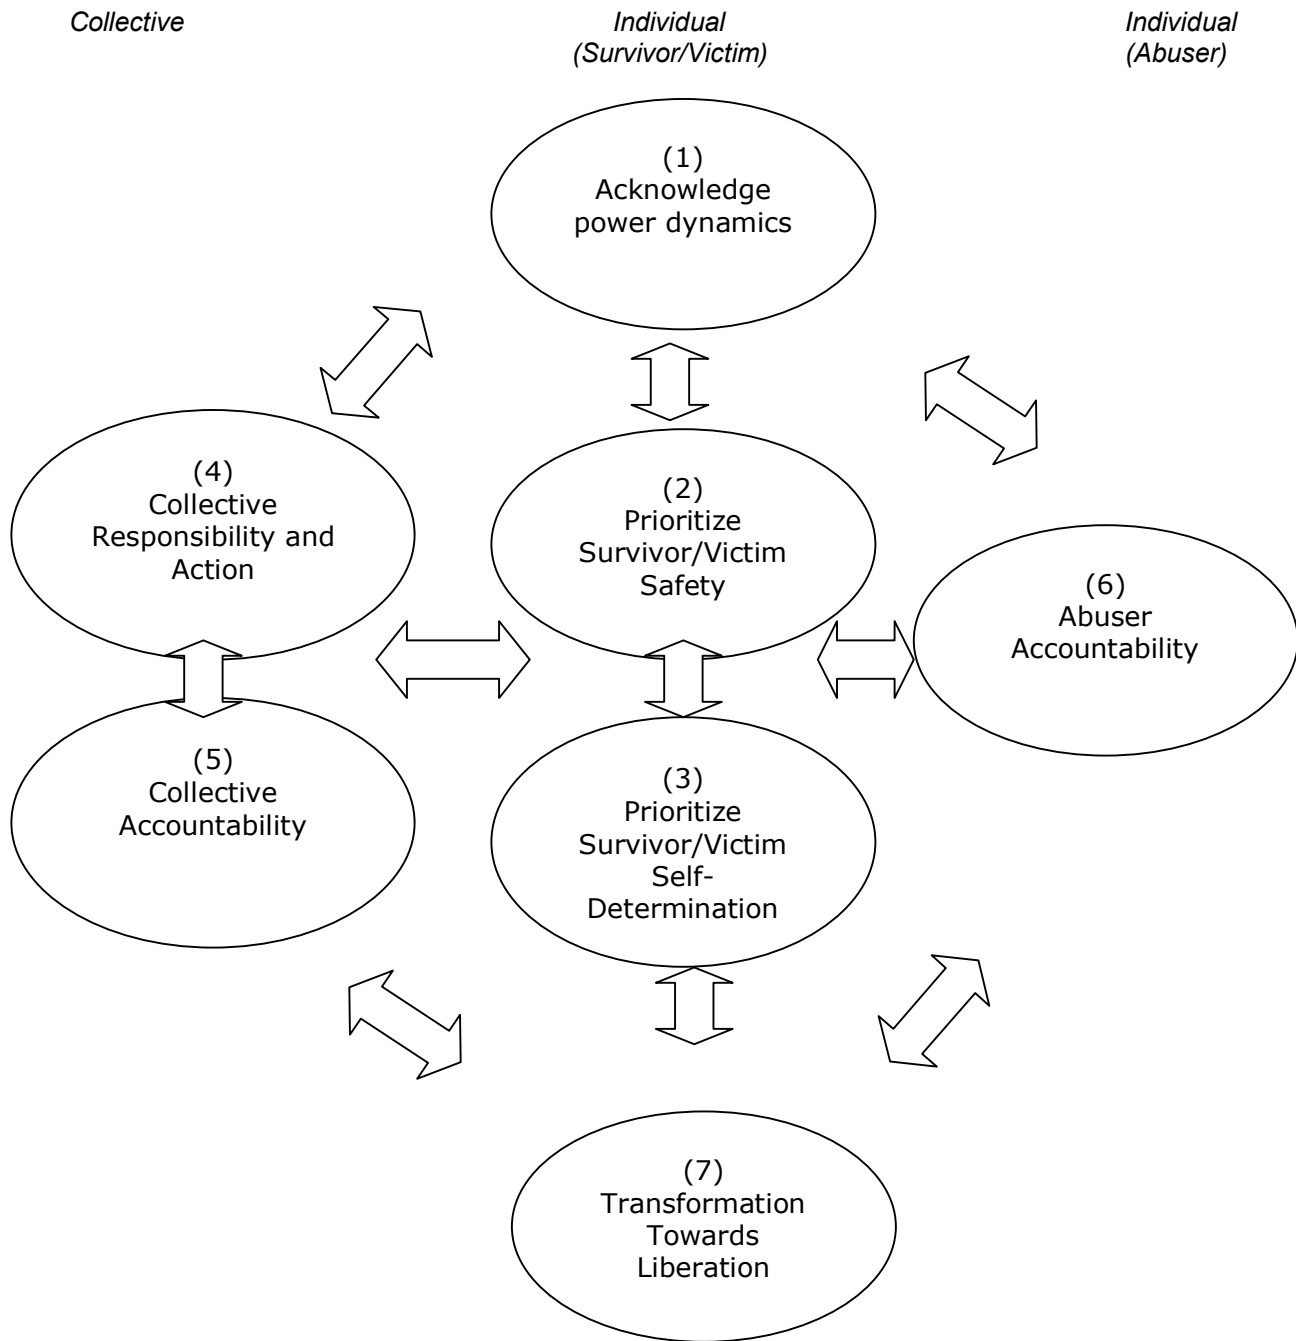 Collective
Individual
(Survivor/Victim)
Individual
(Abuser)
(1)
Acknowledge
power dynamics
(4)
Collective
Responsibility and
Action
(2)
Prioritize
Survivor/Victim
Safety
(6)
Abuser
Accountability
(5)
Collective
Accountability
(3)
Prioritize
Survivor/Victim
Self-
Determination
(7)
Transformation
Towards
Liberation